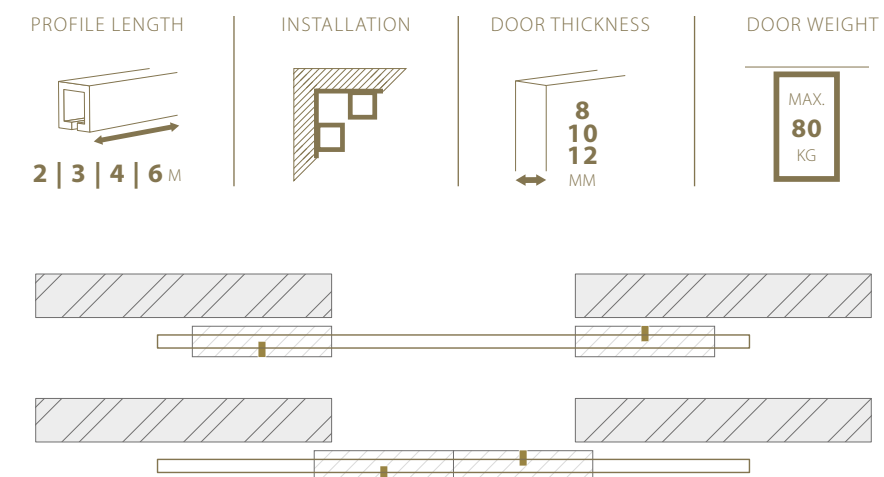 PROFILE LENGTH
2 | 3 | 4 | 6 M
INSTALLATION
DOOR THICKNESS
8
10
12
MM
DOOR WEIGHT
MAX.
80
KG